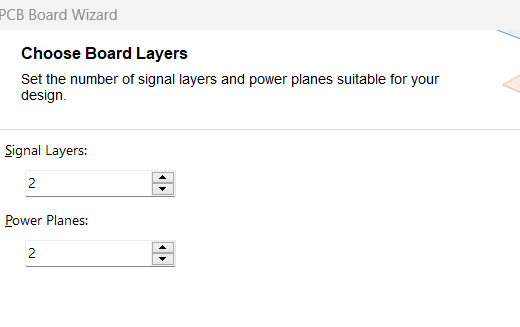 PCB Board Wizard
Choose Board Layers
Set the number of signal layers and power planes suitable for your
design.
Signal Layers:
2
Power Planes:
2